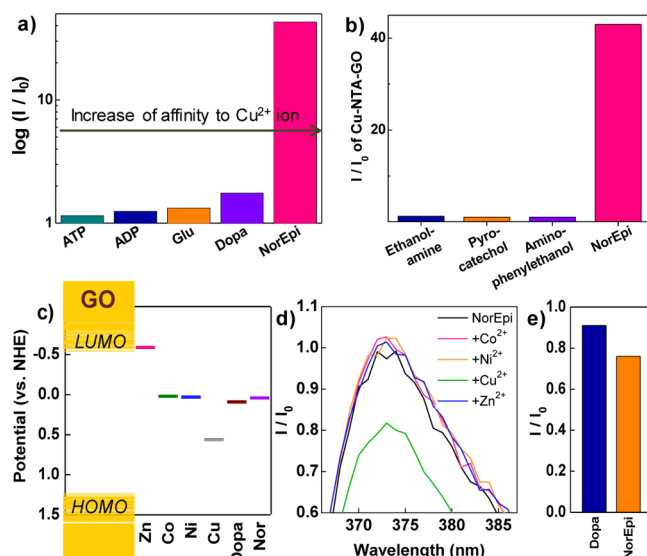 a)
log (I / I0)
10
1
Increase of affinity to Cu2+ ion
ATP
ADP
Glu
Dopa
NorEpi
b)
I / I0 of Cu-NTA-GO
40
0
Ethanol-
amine
Pyro-
catechol
Amino-
phenylethanol
NorEpi
c)
GO
LUMO
HOMO
Potential (vs. NHE)
-0.5
0.0
0.5
1.0
1.5
Zn
Co
Ni
Cu
Dopa
Nor
d)
I / I0
1.1
1.0
0.9
0.8
0.7
0.6
NorEpi
+Co2+
+Ni2+
+Cu2+
+Zn2+
370
375
380
385
Wavelength (nm)
e)
I / I0
1.0
0.8
0.6
0.4
0.2
0.0
Dopa
NorEpi